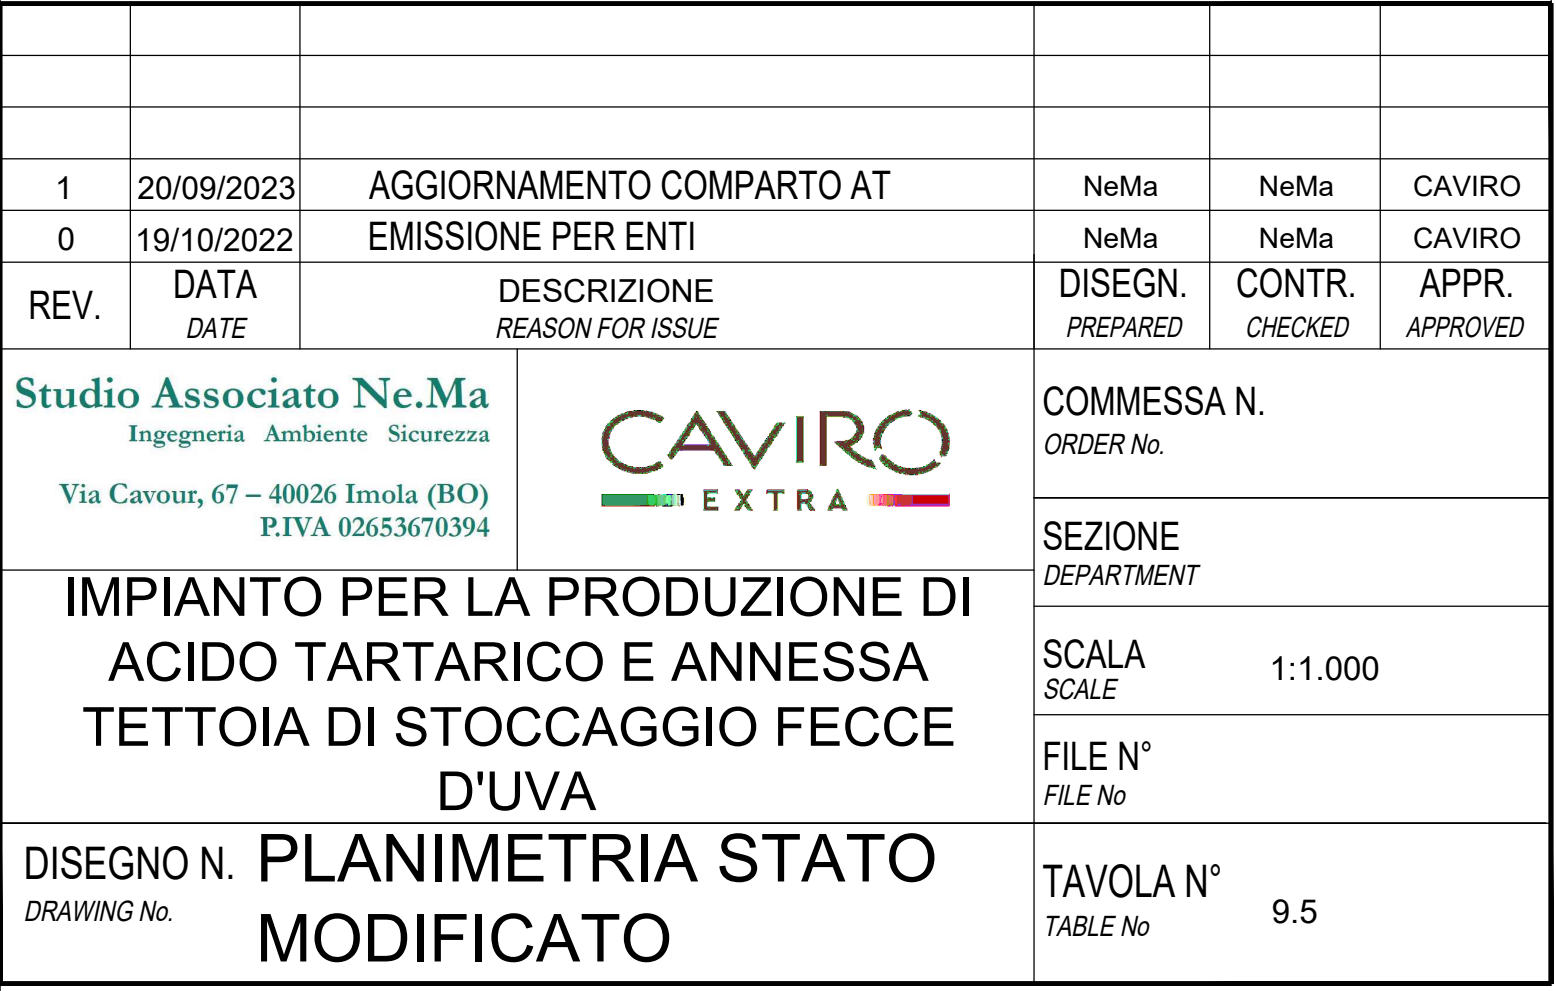 1 20/09/2023 AGGIORNAMENTO COMPARTO AT NeMa NeMa CAVIRO
0 19/10/2022 EMISSIONE PER ENTI NeMa NeMa CAVIRO
REV. DATA DESCRIZIONE DISEGN. CONTR. APPR.
DATE REASON FOR ISSUE PREPARED CHECKED APPROVED
Studio Associato Ne.Ma
Ingegneria Ambiente Sicurezza
Via Cavour, 67 – 40026 Imola (BO)
P.IVA 02653670394
CAVIRO
EXTRA
COMMESSA N.
ORDER No.
SEZIONE
DEPARTMENT
IMPIANTO PER LA PRODUZIONE DI
ACIDO TARTARICO E ANNESSA
TETTOIA DI STOCCAGGIO FECCE
D'UVA
SCALA 1:1.000
SCALE
FILE N°
FILE No
DISEGNO N. PLANIMETRIA STATO
DRAWING No. MODIFICATO
TAVOLA N° 9.5
TABLE No